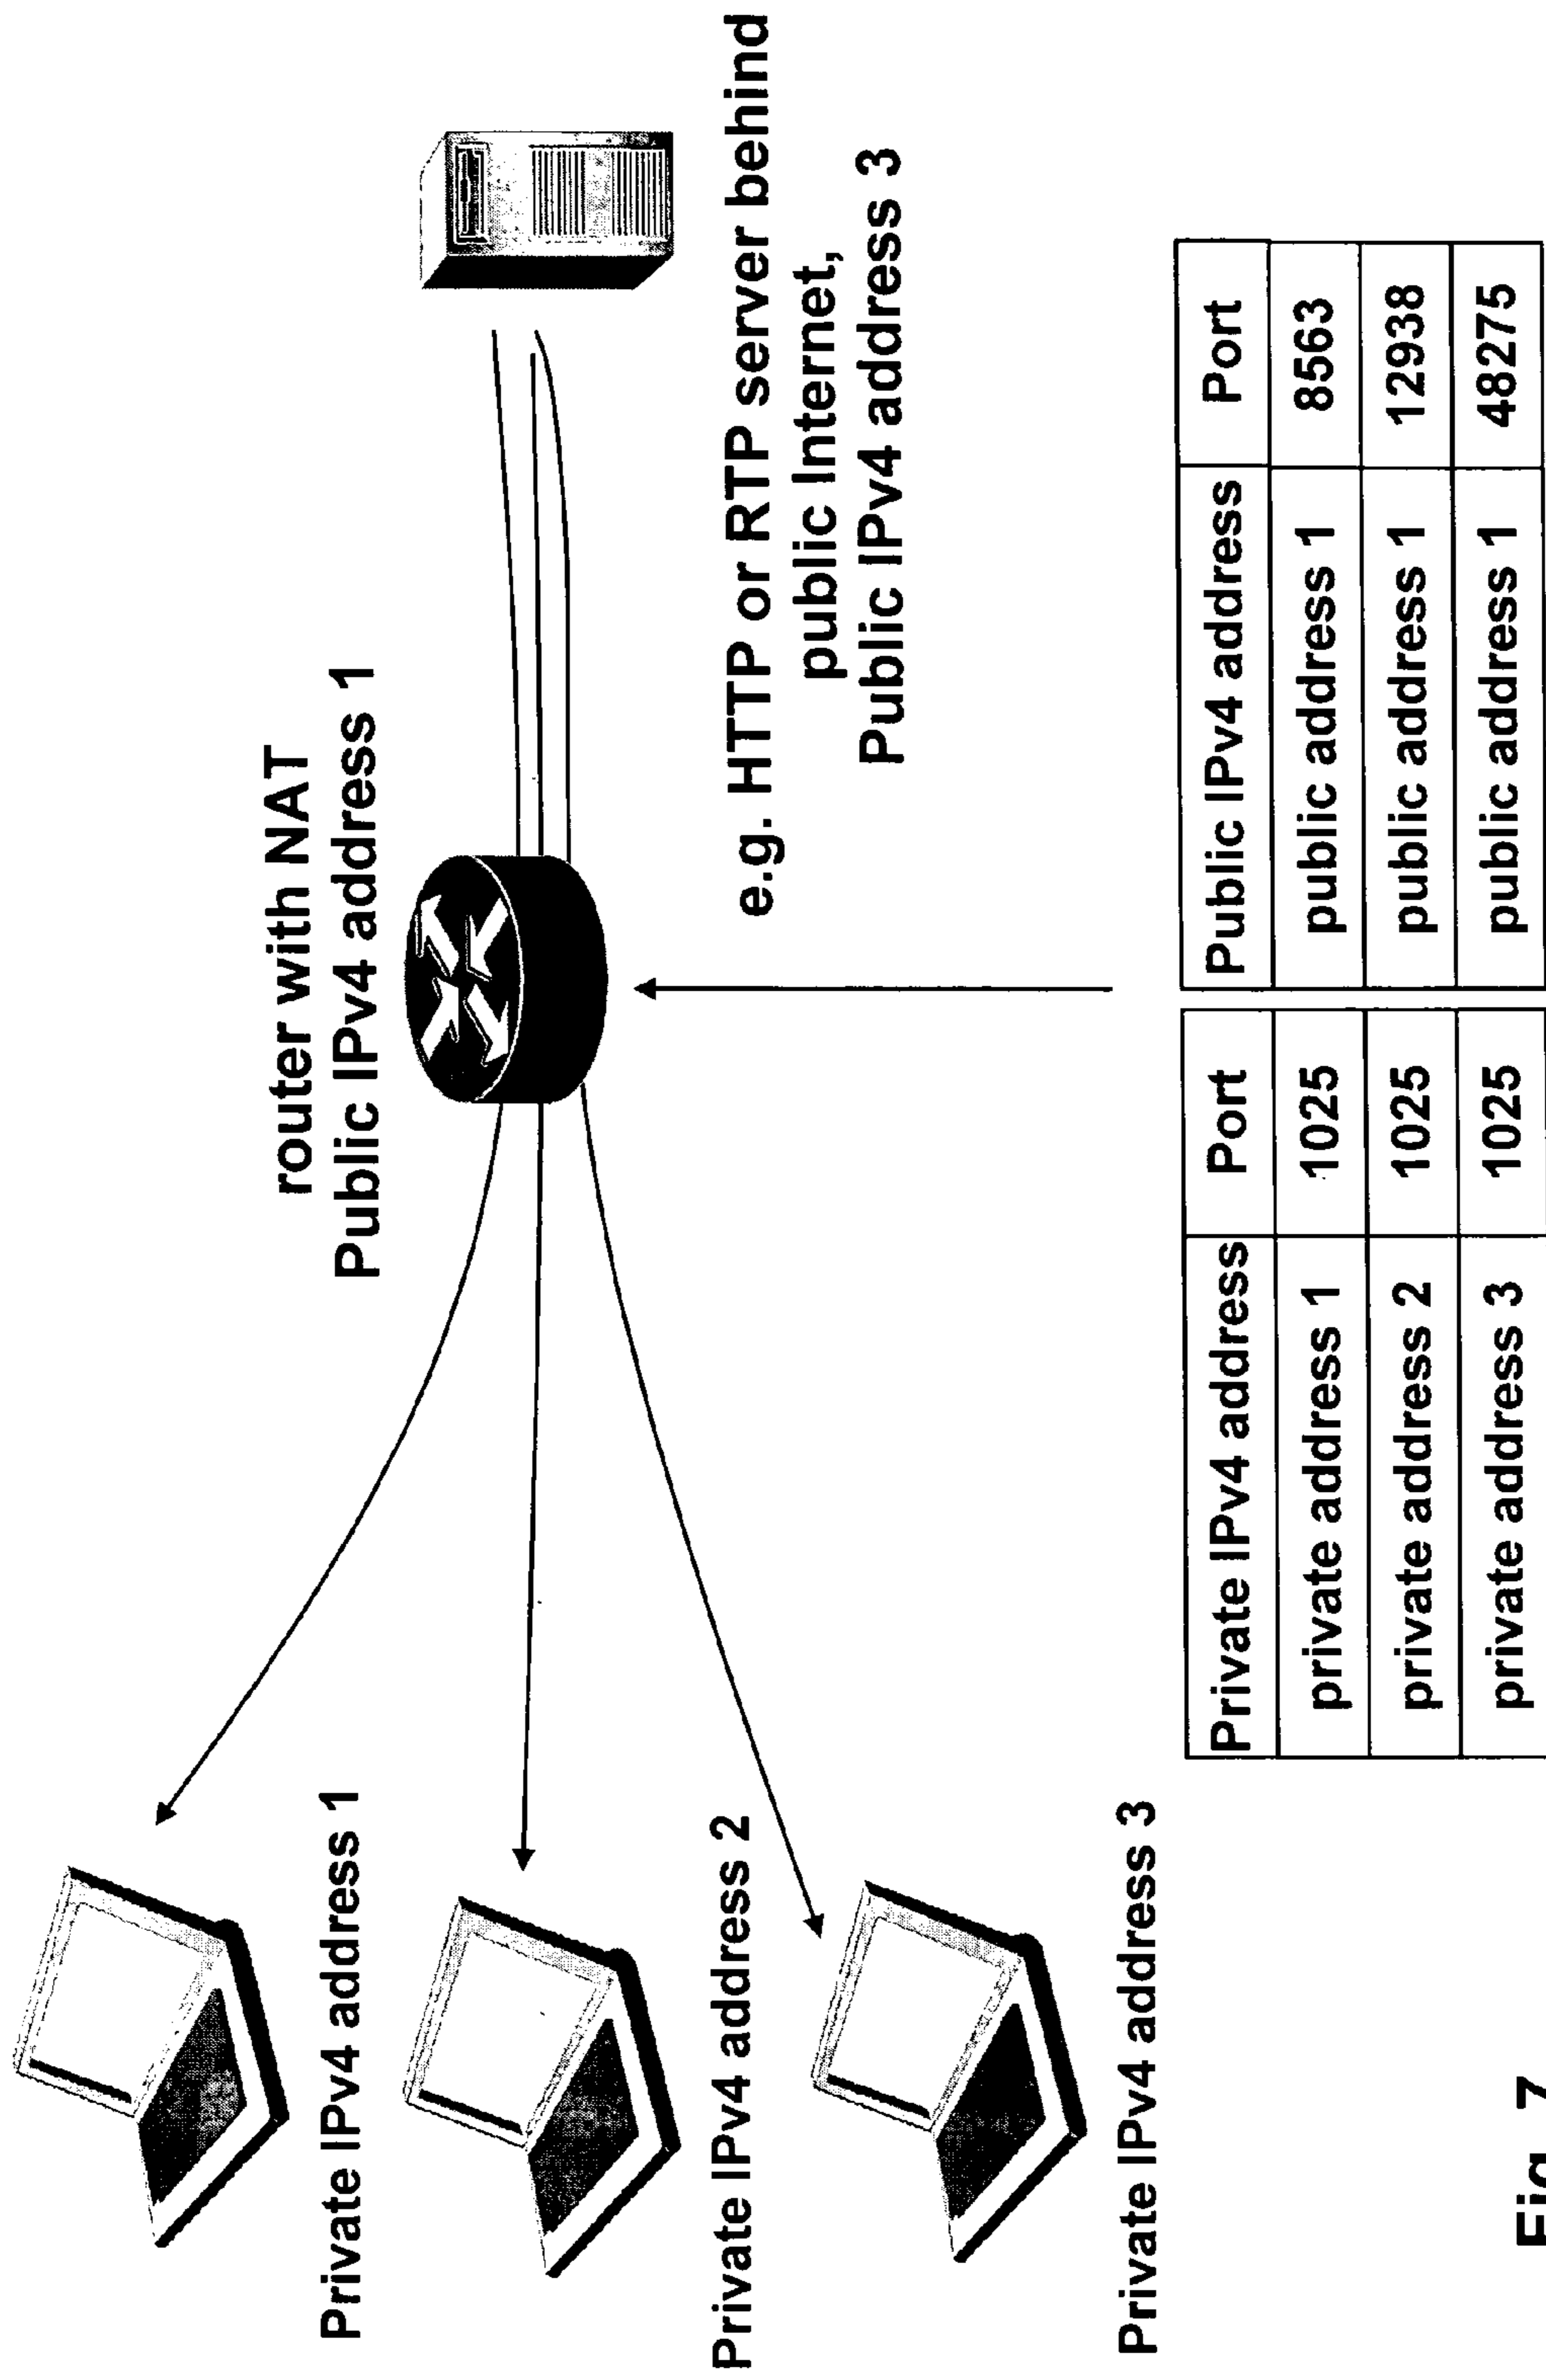 router with NAT
Public IPv4 address 1
Private IPv4 address 1
Private IPv4 address 2
Private IPv4 address 3
e.g. HTTP or RTP server behind
public Internet,
Public IPv4 address 3
Private IPv4 address Port Public IPv4 address Port
private address 1 1025 public address 1 8563
private address 2 1025 public address 1 12938
private address 3 1025 public address 1 48275
Fig. 7